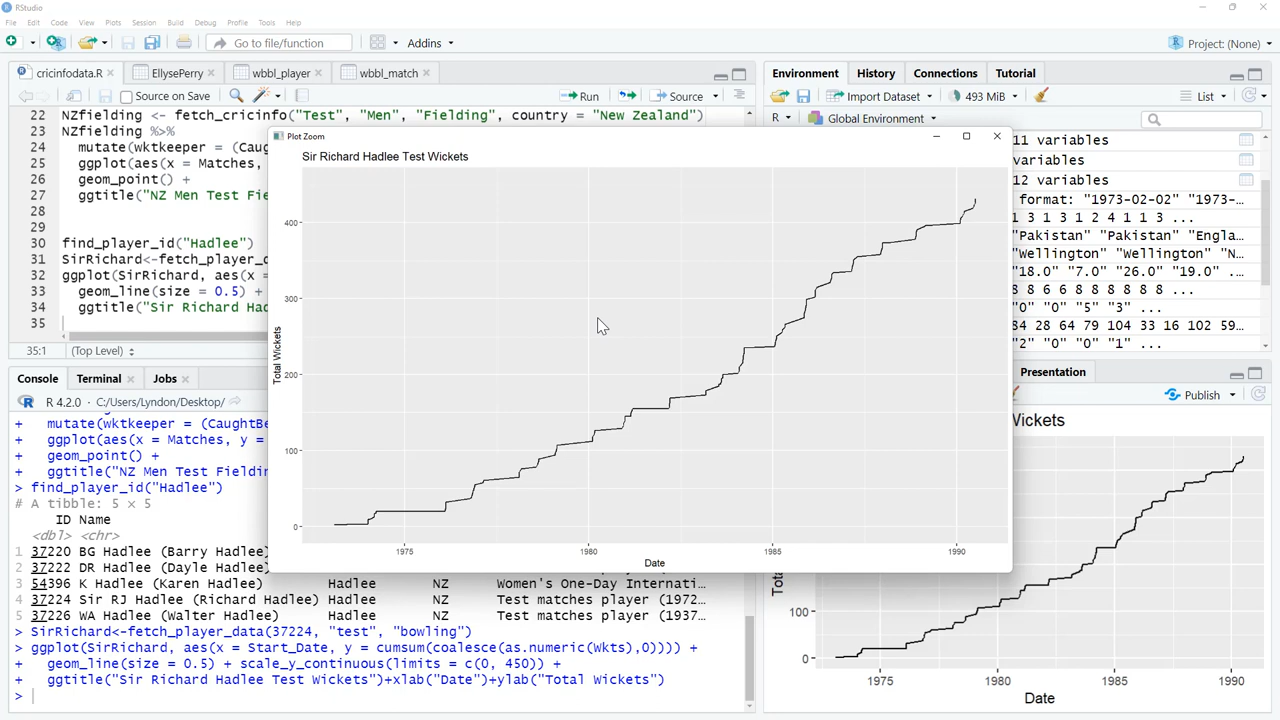 RStudio
File Edit Code View Plots Session Build Debug Profile Tools Help
Go to file/function Addins Project: (None)
cricinfodata.R EllysePerry wbbl_player wbbl_match
Source on Save Run Source
22 NZfielding <- fetch_cricinfo("Test", "Men", "Fielding", country = "New Zealand")
23 NZfielding %>%
24 mutate(wktkeeper = (Caug
25 ggplot(aes(x = Matches,
26 geom_point() +
27 ggtitle("NZ Men Test Fie
28
29
30 find_player_id("Hadlee")
31 SirRichard<-fetch_player_d
32 ggplot(SirRichard, aes(x =
33 geom_line(size = 0.5) +
34 ggtitle("Sir Richard Had
35
35:1 (Top Level)
Console Terminal Jobs
R 4.2.0 · C:/Users/Lyndon/Desktop/
+ mutate(wktkeeper = (CaughtBe
+ ggplot(aes(x = Matches, y =
+ geom_point() +
+ ggtitle("NZ Men Test Fieldin
> find_player_id("Hadlee")
# A tibble: 5 × 5
ID Name
<dbl> <chr>
1 37220 BG Hadlee (Barry Hadlee)
2 37222 DR Hadlee (Dayle Hadlee)
3 54396 K Hadlee (Karen Hadlee) Hadlee NZ Women's One-Day Internati…
4 37224 Sir RJ Hadlee (Richard Hadlee) Hadlee NZ Test matches player (1972…
5 37226 WA Hadlee (Walter Hadlee) Hadlee NZ Test matches player (1937…
> SirRichard<-fetch_player_data(37224, "test", "bowling")
> ggplot(SirRichard, aes(x = Start_Date, y = cumsum(coalesce(as.numeric(Wkts),0)))) +
+ geom_line(size = 0.5) + scale_y_continuous(limits = c(0, 450)) +
+ ggtitle("Sir Richard Hadlee Test Wickets")+xlab("Date")+ylab("Total Wickets")
>
Plot Zoom
Sir Richard Hadlee Test Wickets
400
300
200
100
0
Total Wickets
1975 1980 1985 1990
Date
Environment History Connections Tutorial
Import Dataset 493 MiB List
R Global Environment
11 variables
variables
12 variables
format: "1973-02-02" "1973-…
1 3 1 3 1 2 4 1 1 3 ...
"Pakistan" "Pakistan" "Engla…
"Wellington" "Wellington" "N…
"18.0" "7.0" "26.0" "19.0" …
8 8 6 6 8 8 8 8 8 8 ...
"0" "0" "5" "3" ...
84 28 64 79 104 33 16 102 59…
"2" "0" "0" "1" ...
Presentation
Publish
Wickets
100
0
Tota
1975 1980 1985 1990
Date